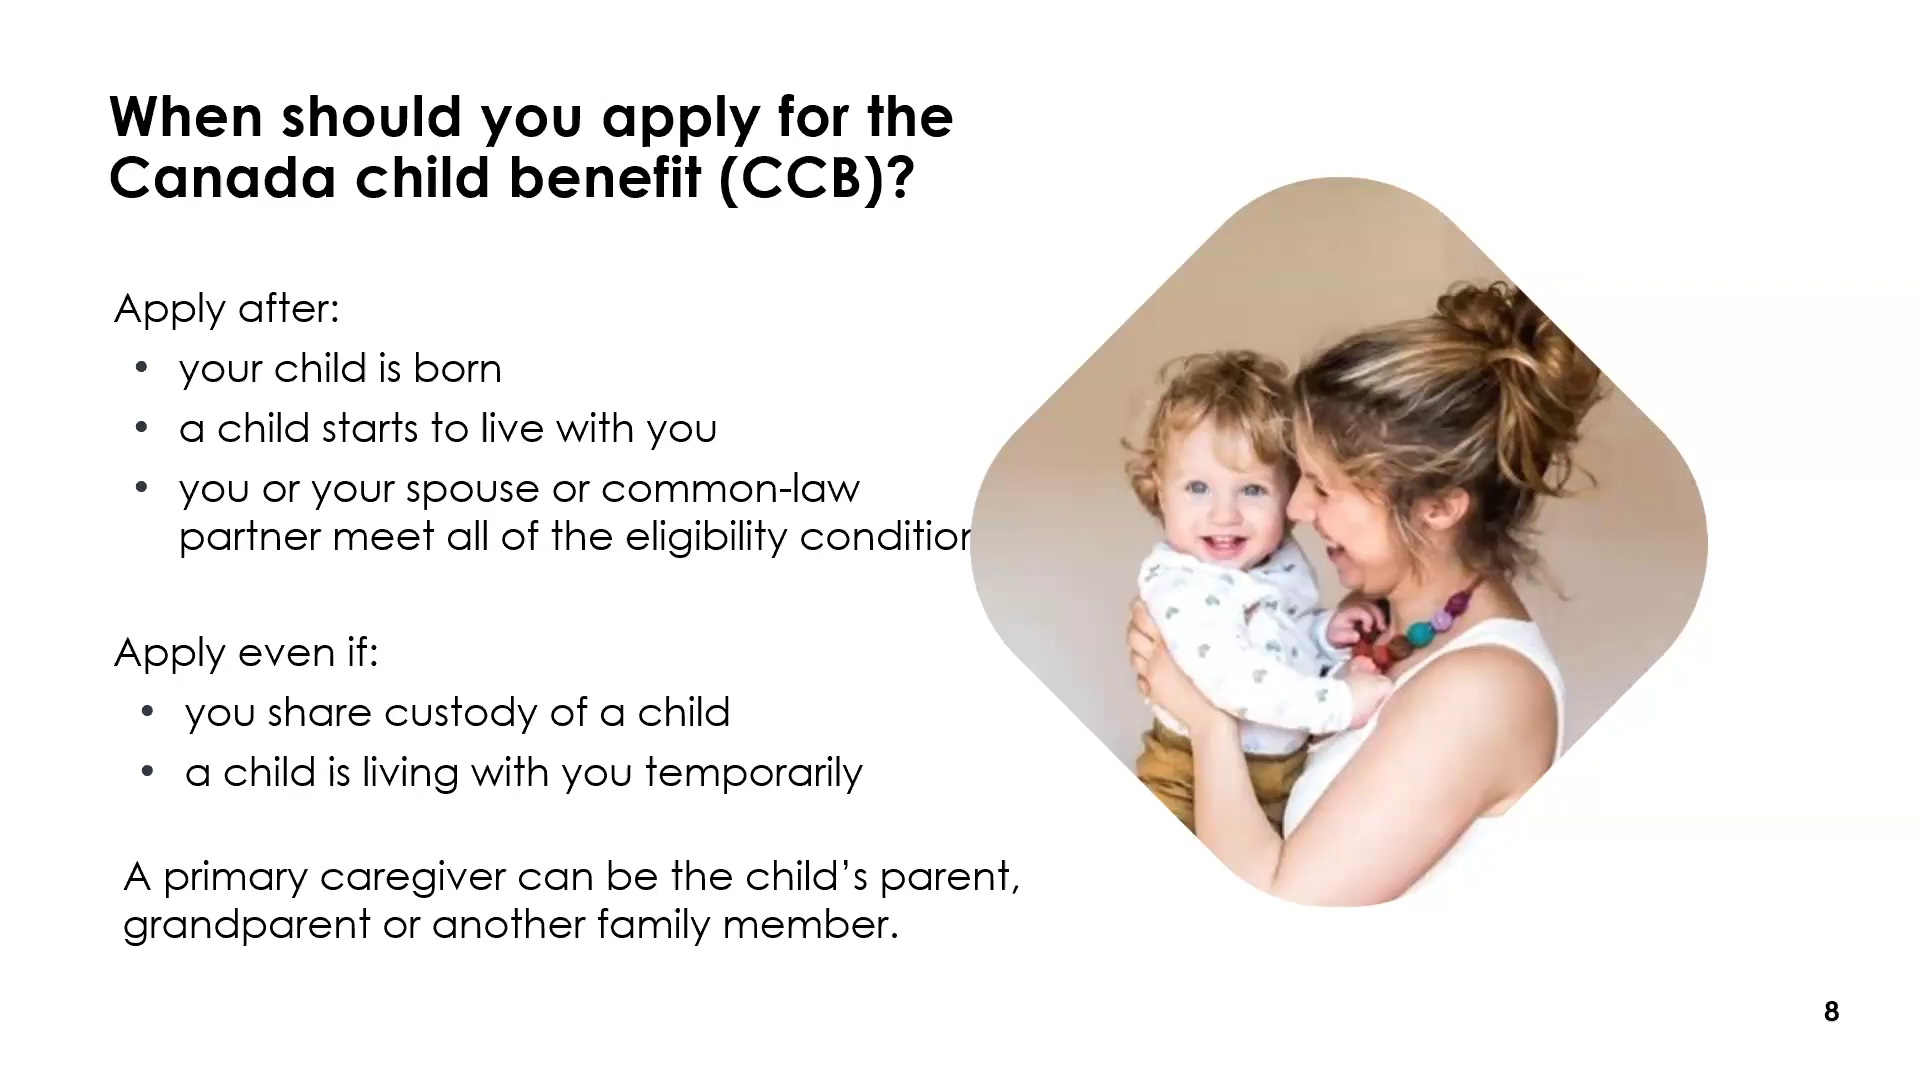 When should you apply for the
Canada child benefit (CCB)?
Apply after:
• your child is born
• a child starts to live with you
• you or your spouse or common-law
partner meet all of the eligibility
Apply even if:
• you share custody of a child
• a child is living with you temporarily
A primary caregiver can be the child’s parent,
grandparent or another family member.
8